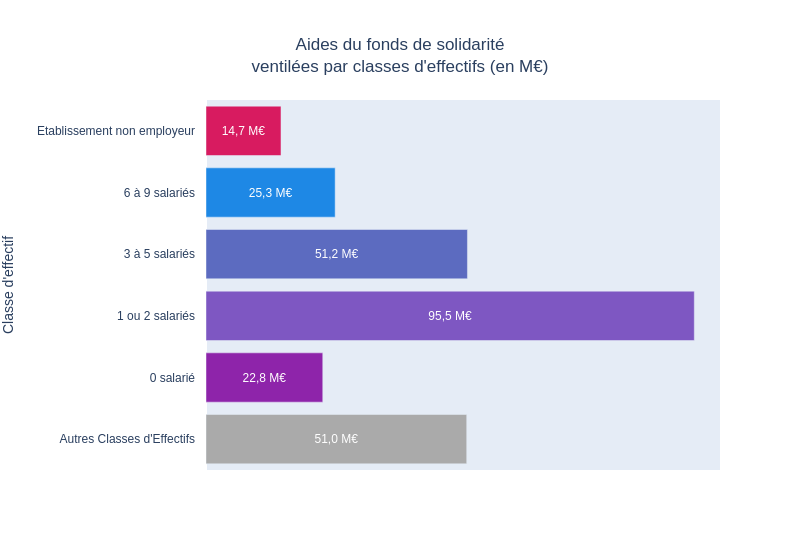 Aides du fonds de solidarité
ventilées par classes d'effectifs (en M€)
Classe d'effectif
Etablissement non employeur
14,7 M€
6 à 9 salariés
25,3 M€
3 à 5 salariés
51,2 M€
1 ou 2 salariés
95,5 M€
0 salarié
22,8 M€
Autres Classes d'Effectifs
51,0 M€